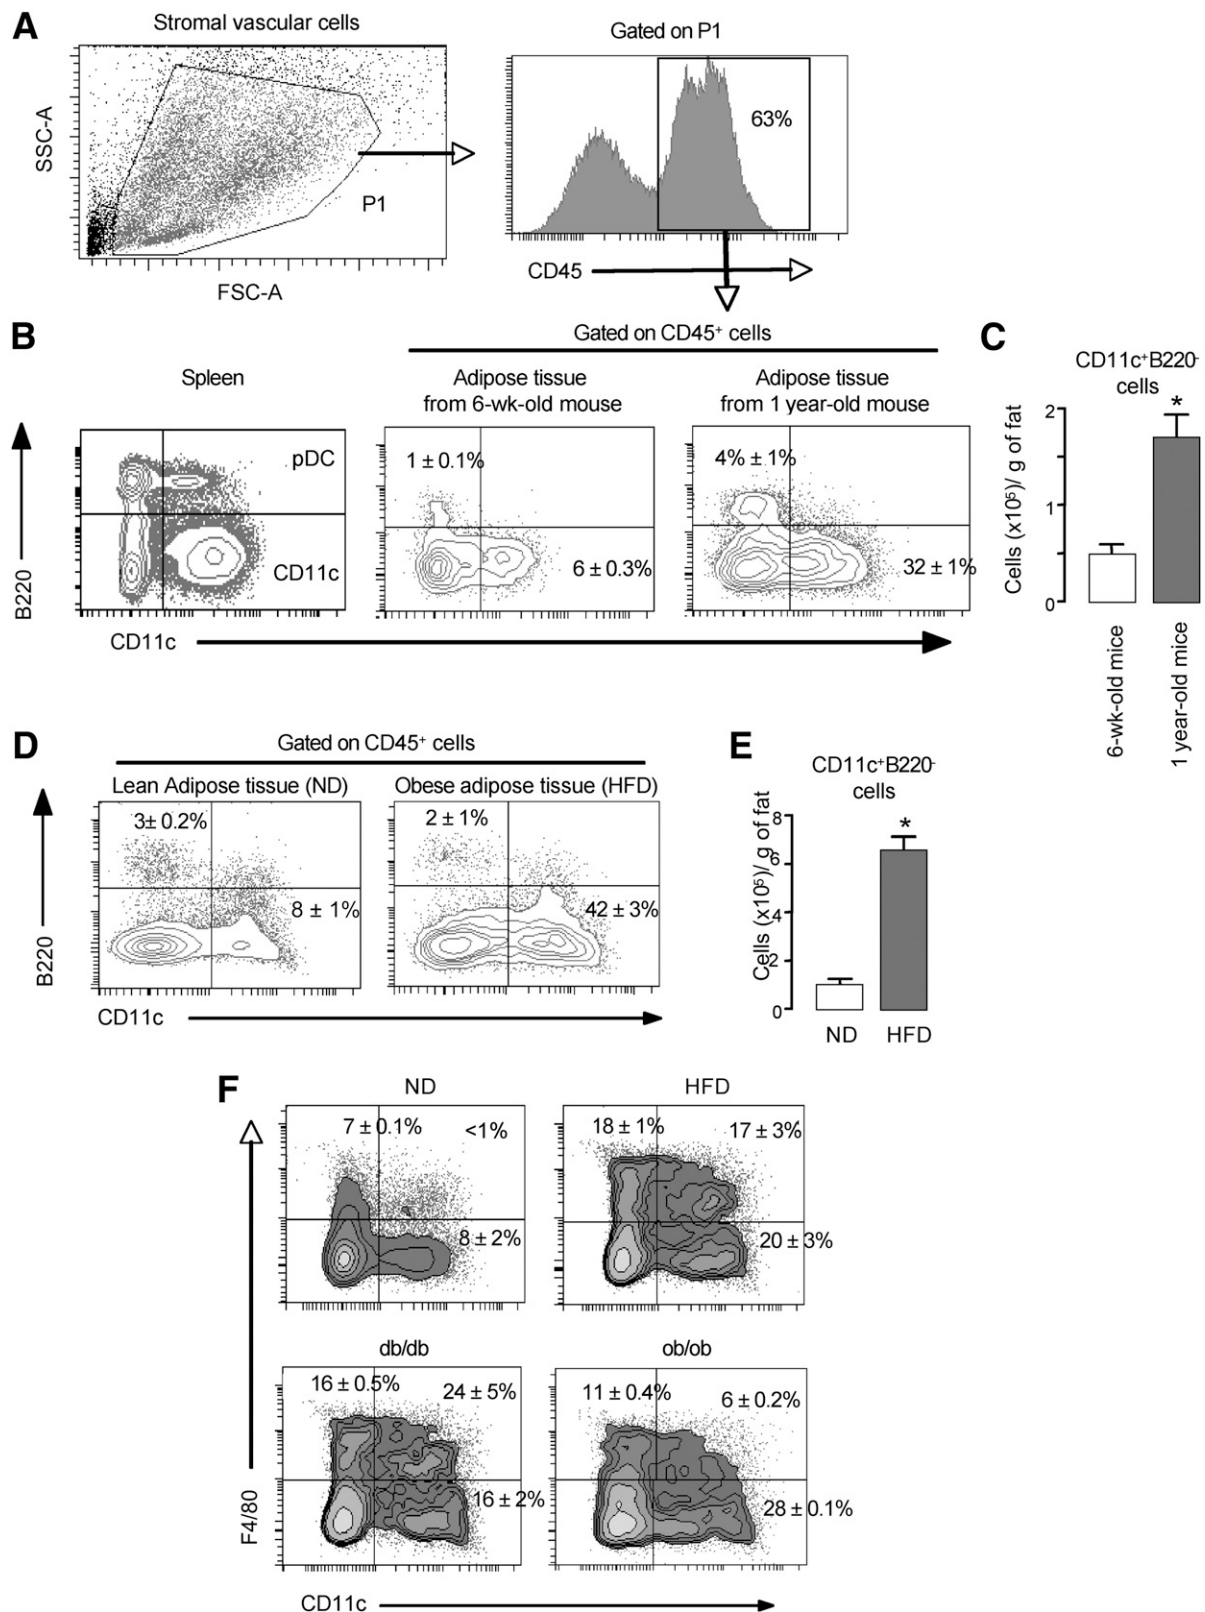 A
Stromal vascular cells
SSC-A
P1
FSC-A
Gated on P1
63%
CD45
B
Gated on CD45⁺ cells
Spleen
Adipose tissue
from 6-wk-old mouse
Adipose tissue
from 1 year-old mouse
B220
pDC
CD11c
1 ± 0.1%
6 ± 0.3%
4% ± 1%
32 ± 1%
CD11c
C
CD11c⁺B220⁻
cells
Cells (x10⁵)/ g of fat
2
1
0
*
6-wk-old mice
1 year-old mice
D
Gated on CD45⁺ cells
Lean Adipose tissue (ND)
Obese adipose tissue (HFD)
B220
3± 0.2%
8 ± 1%
2 ± 1%
42 ± 3%
CD11c
E
CD11c⁺B220⁻
cells
Cells (x10⁵)/ g of fat
8
6
4
2
0
*
ND
HFD
F
ND
HFD
7 ± 0.1%
<1%
8 ± 2%
18 ± 1%
17 ± 3%
20 ± 3%
db/db
ob/ob
16 ± 0.5%
24 ± 5%
16 ± 2%
11 ± 0.4%
6 ± 0.2%
28 ± 0.1%
F4/80
CD11c